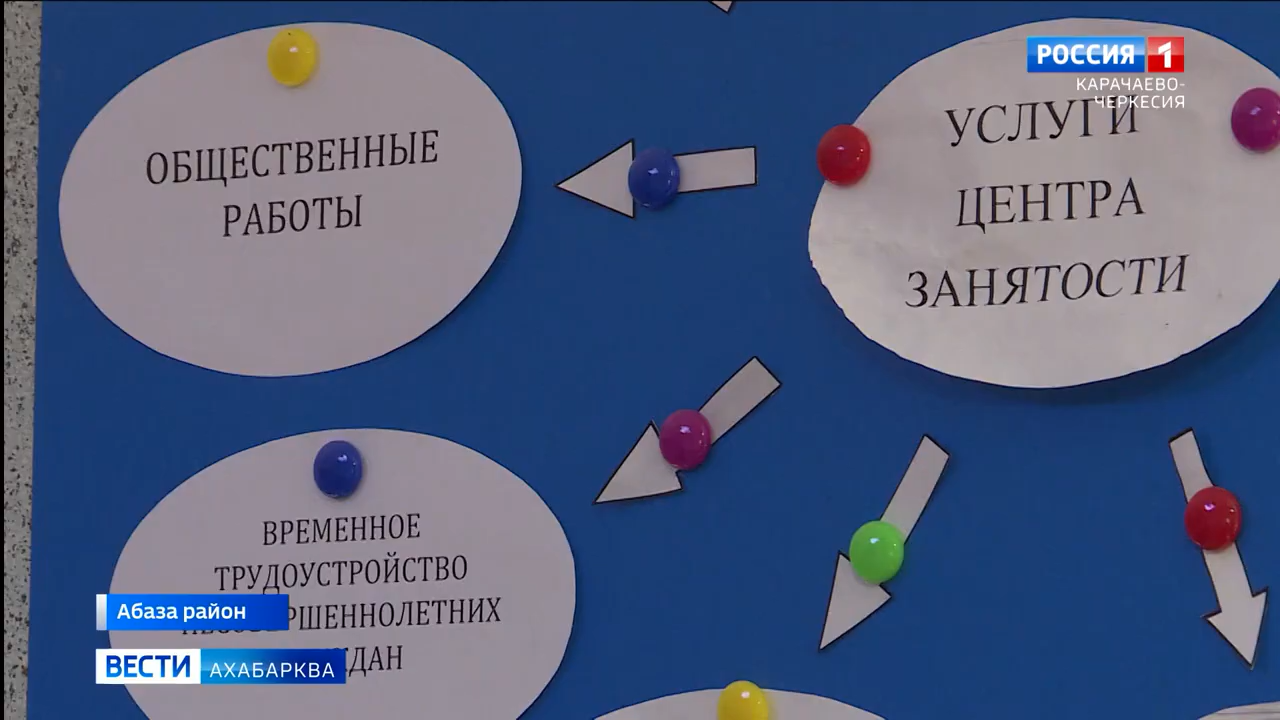 РОССИЯ 1
КАРАЧАЕВО-
ЧЕРКЕСИЯ
ОБЩЕСТВЕННЫЕ
РАБОТЫ
УСЛУГИ
ЦЕНТРА
ЗАНЯТОСТИ
ВРЕМЕННОЕ
ТРУДОУСТРОЙСТВО
Абаза район
ВЕСТИ АХАБАРКВА